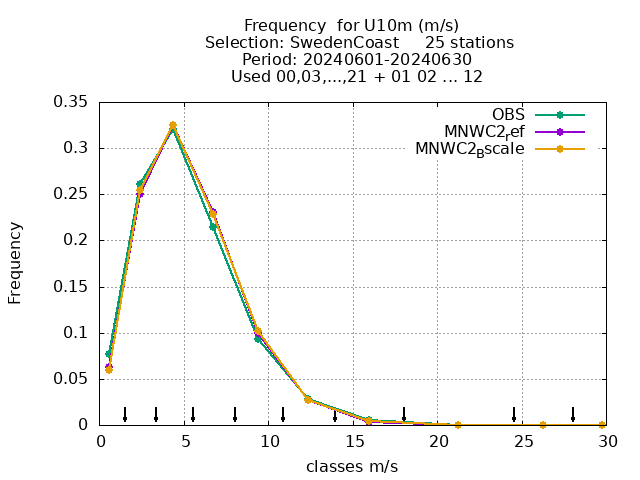 Frequency  for U10m (m/s)
Selection: SwedenCoast     25 stations
Period: 20240601-20240630
Used 00,03,...,21 + 01 02 ... 12
OBS
MNWC2_ref
MNWC2_Bscale
Frequency
0.35
0.3
0.25
0.2
0.15
0.1
0.05
0
0 5 10 15 20 25 30
classes m/s